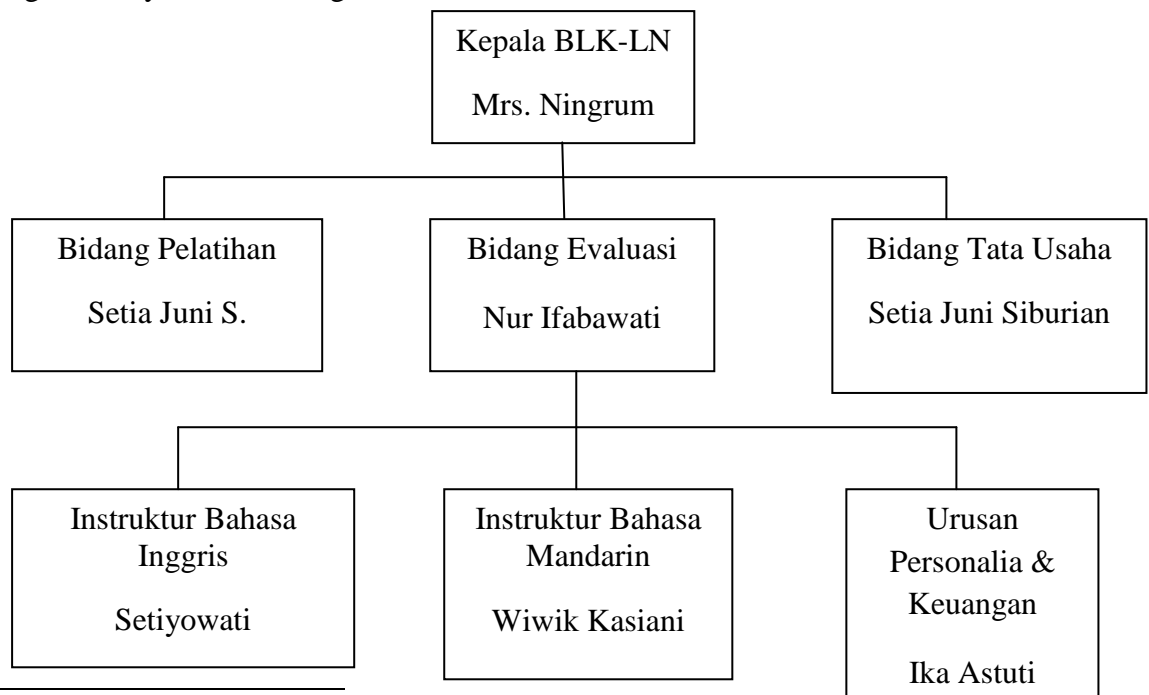 Kepala BLK-LN
Mrs. Ningrum
Bidang Pelatihan
Setia Juni S.
Bidang Evaluasi
Nur Ifabawati
Bidang Tata Usaha
Setia Juni Siburian
Instruktur Bahasa
Inggris
Setiyowati
Instruktur Bahasa
Mandarin
Wiwik Kasiani
Urusan
Personalia &
Keuangan
Ika Astuti